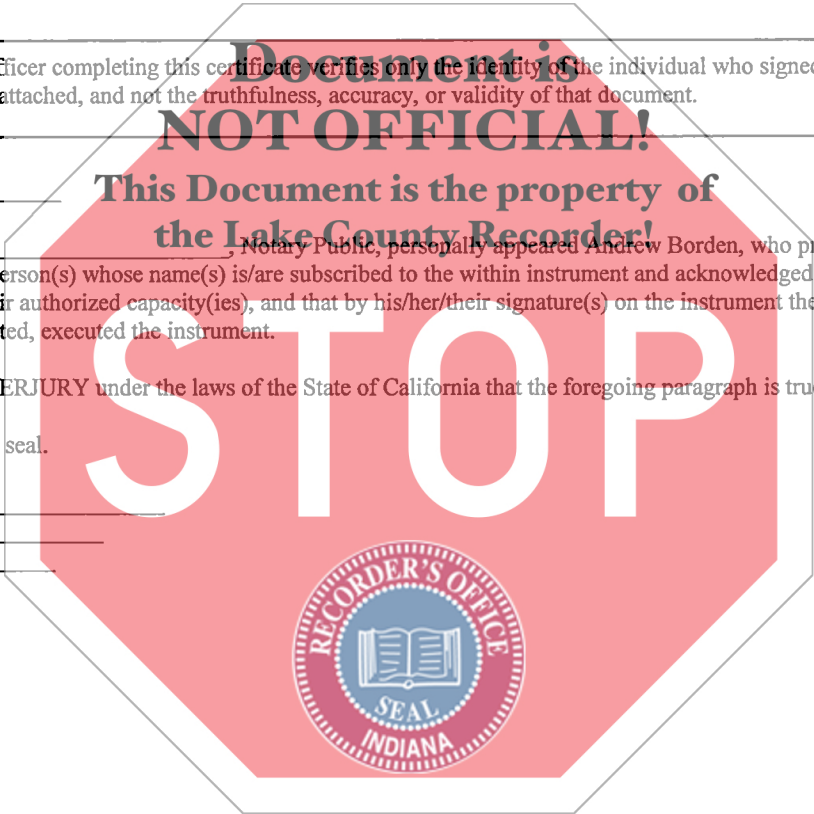 Document is
ficer completing this certificate verifies only the identity of the individual who signed
attached, and not the truthfulness, accuracy, or validity of that document.
NOT OFFICIAL!
This Document is the property of
the Lake County Recorder!
, Notary Public, personally appeared Andrew Borden, who pr
erson(s) whose name(s) is/are subscribed to the within instrument and acknowledged
ir authorized capacity(ies), and that by his/her/their signature(s) on the instrument the
ted, executed the instrument.
ERJURY under the laws of the State of California that the foregoing paragraph is tru
seal.
STOP
RECORDER'S OFFICE
SEAL
INDIANA